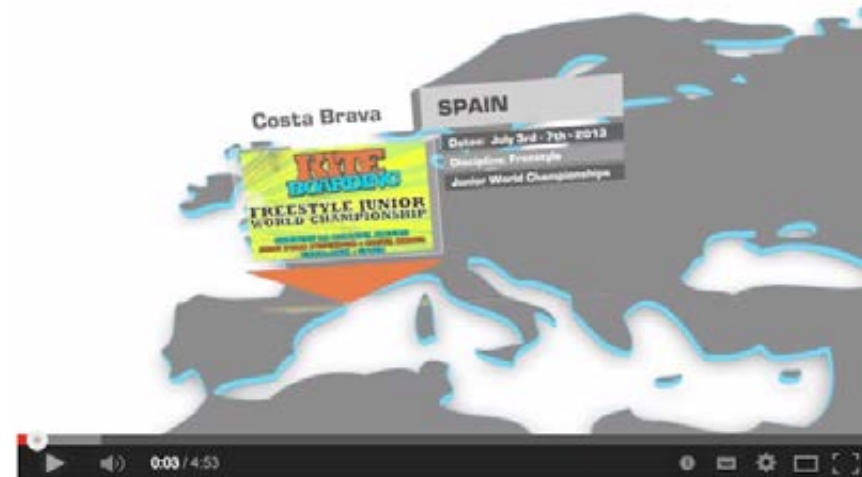 Costa Brava
SPAIN
Dates: July 3rd - 7th - 2013
Discipline: Freestyle
Junior World Championships
KITE
BOARDING
FREESTYLE JUNIOR
WORLD CHAMPIONSHIP
0:03 / 4:53